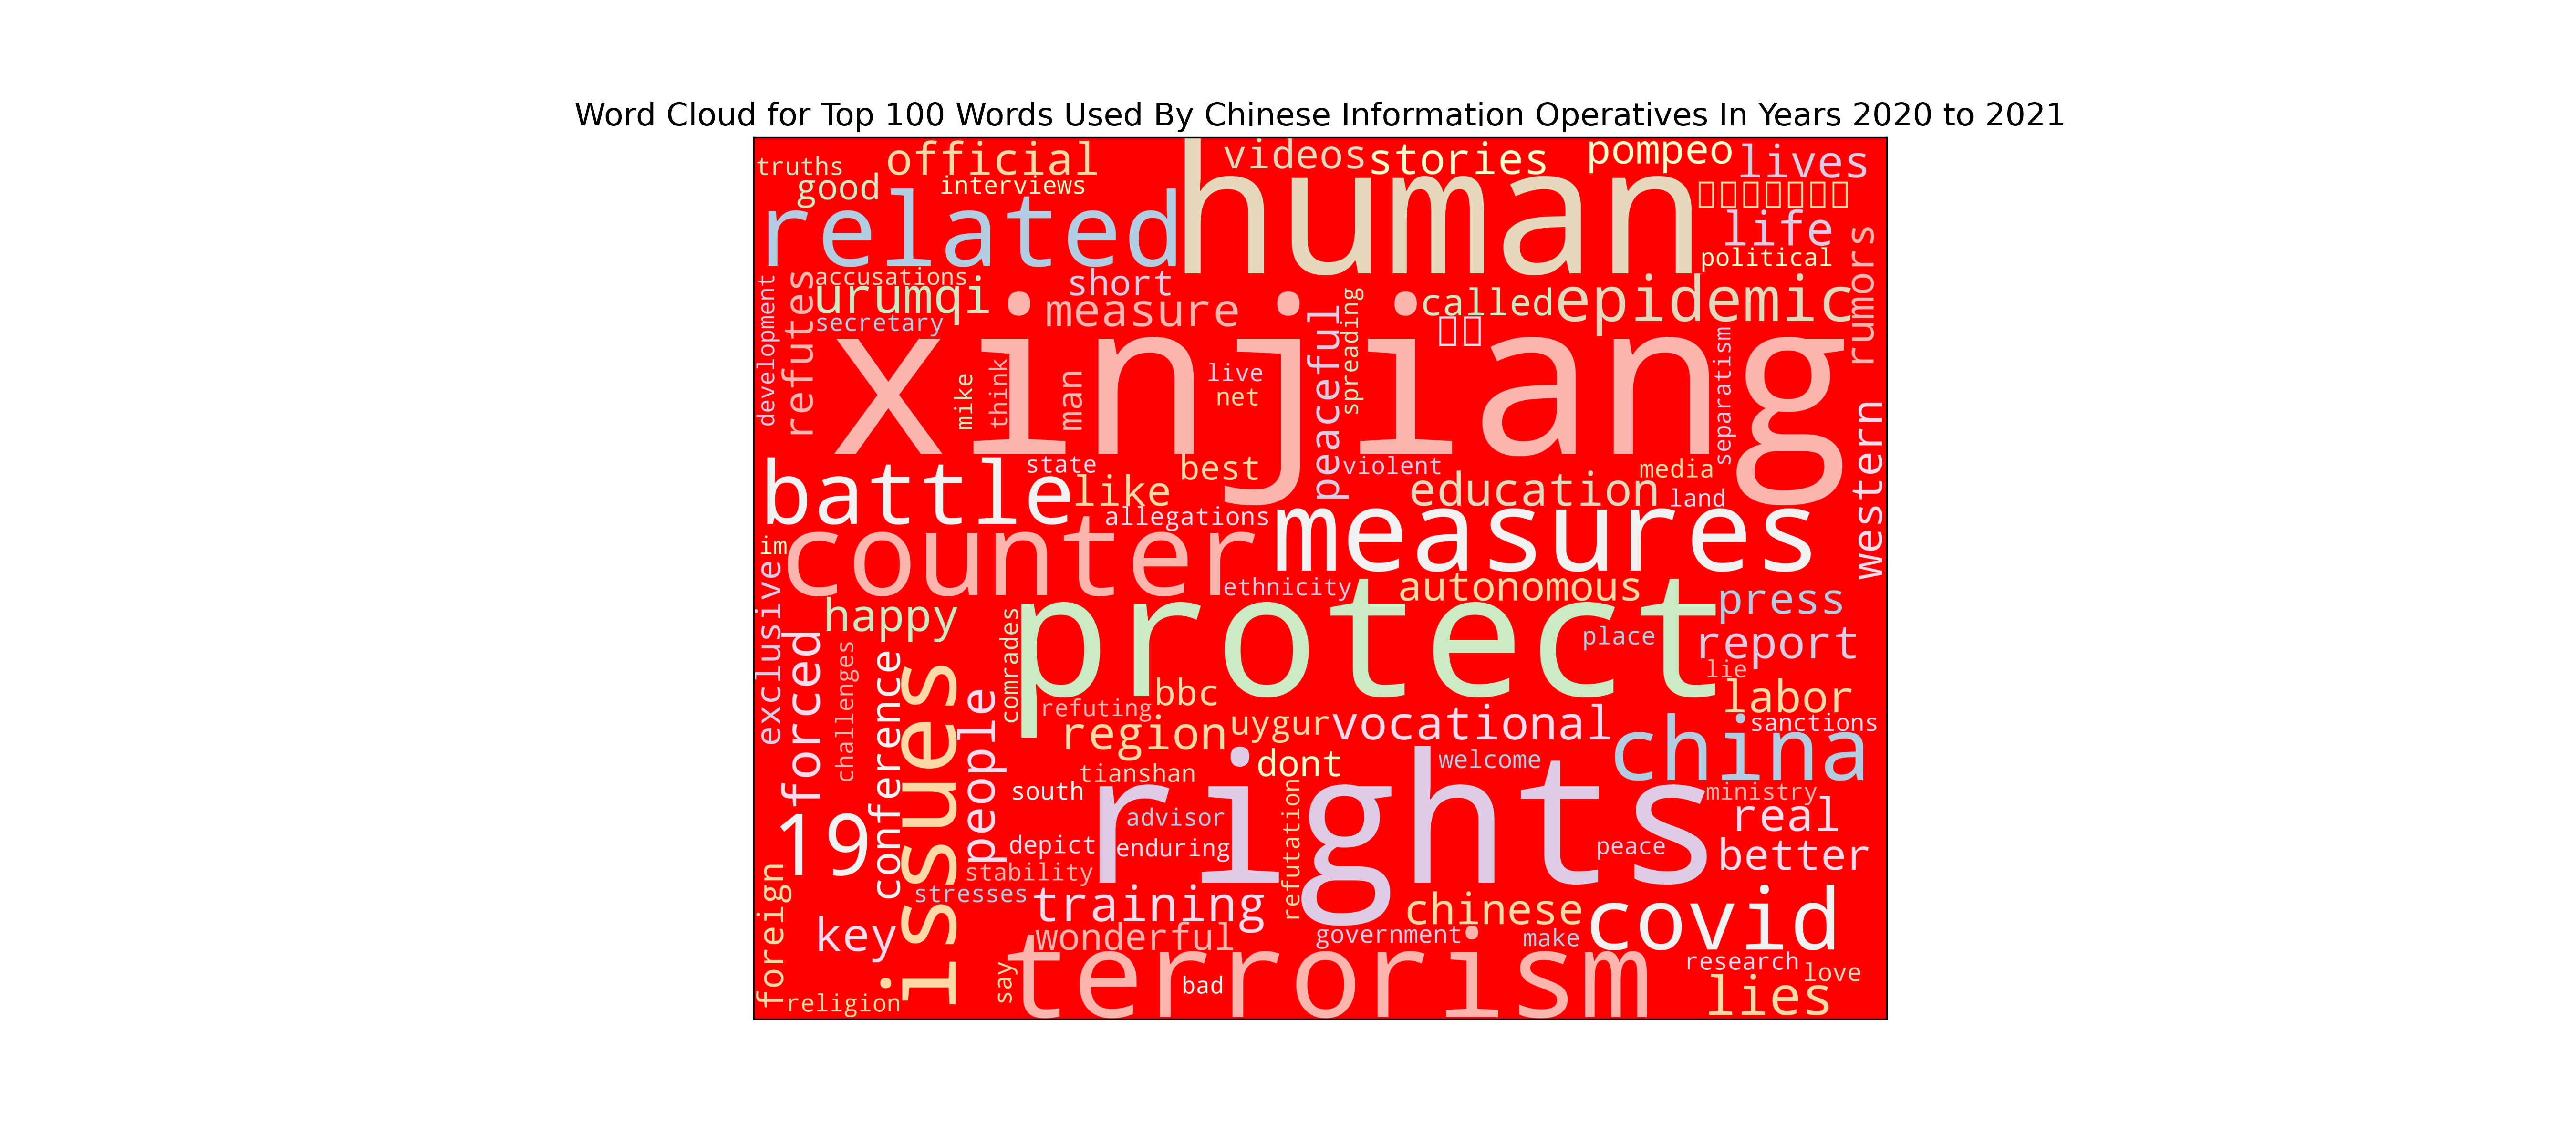 Word Cloud for Top 100 Words Used By Chinese Information Operatives In Years 2020 to 2021
truths
official
videos
stories
pompeo
lives
good
interviews
human
related
life
political
rumors
accusations
urumqi
secretary
short
measure
called
epidemic
development
refutes
xinjiang
mike
think
man
live
net
peaceful
spreading
separatism
western
battle
state
like
best
violent
education
media
land
allegations
measures
im
counter
ethnicity
autonomous
protect
press
exclusive
happy
forced
challenges
conference
issues
people
comrades
place
report
lie
labor
bbc
refuting
region
uygur
vocational
sanctions
china
dont
welcome
tianshan
south
rights
ministry
real
19
advisor
depict
enduring
refutation
peace
better
stability
stresses
training
chinese
covid
foreign
key
wonderful
government
make
terrorism
say
bad
research
love
lies
religion